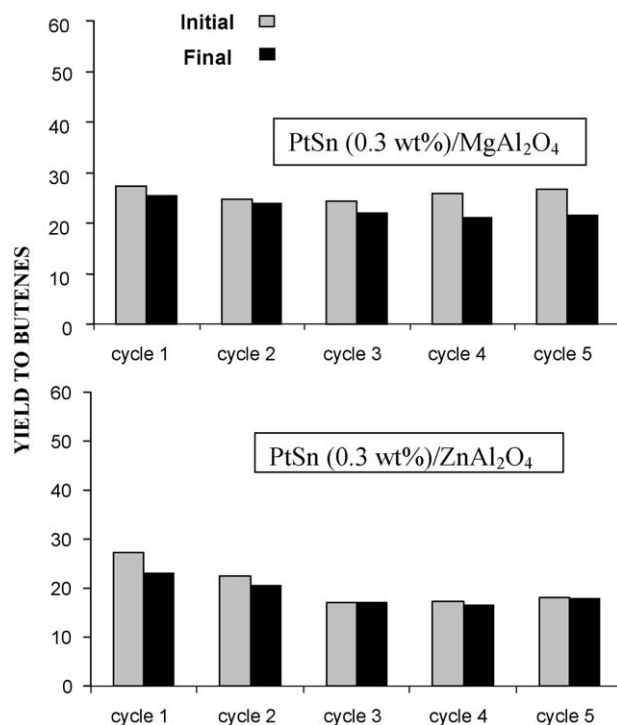 Initial
Final
PtSn (0.3 wt%)/MgAl₂O₄
YIELD TO BUTENES
60
50
40
30
20
10
0
cycle 1 cycle 2 cycle 3 cycle 4 cycle 5
PtSn (0.3 wt%)/ZnAl₂O₄
60
50
40
30
20
10
0
cycle 1 cycle 2 cycle 3 cycle 4 cycle 5